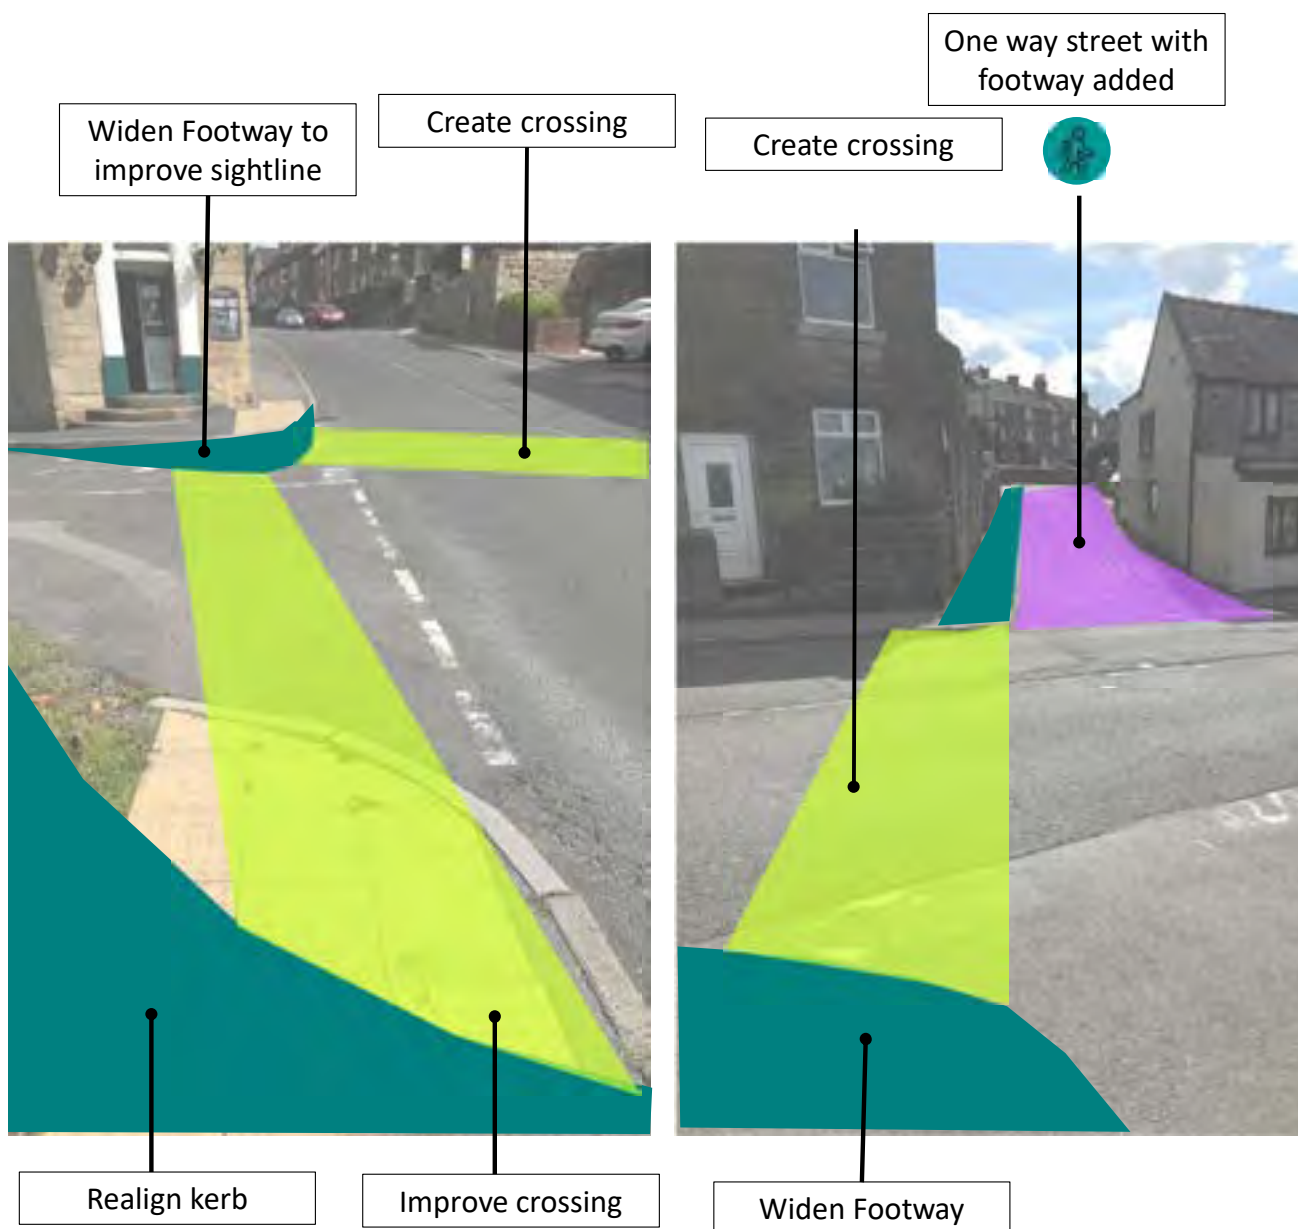 One way street with
footway added
Widen Footway to
improve sightline
Create crossing
Create crossing
Realign kerb
Improve crossing
Widen Footway